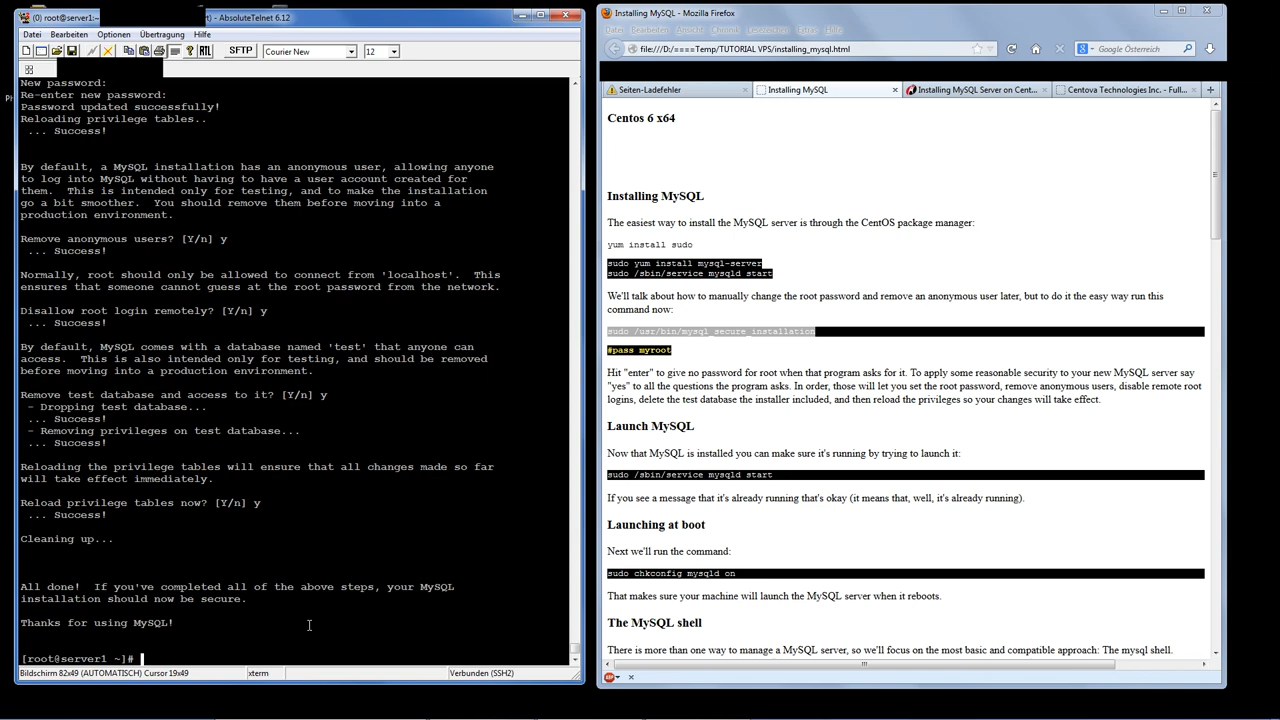 (0) root@server1:~
rt) - AbsoluteTelnet 6.12
Datei Bearbeiten Optionen Übertragung Hilfe
RTL SFTP Courier New 12
New password:
Re-enter new password:
Password updated successfully!
Reloading privilege tables..
... Success!
By default, a MySQL installation has an anonymous user, allowing anyone
to log into MySQL without having to have a user account created for
them. This is intended only for testing, and to make the installation
go a bit smoother. You should remove them before moving into a
production environment.
Remove anonymous users? [Y/n] y
... Success!
Normally, root should only be allowed to connect from 'localhost'. This
ensures that someone cannot guess at the root password from the network.
Disallow root login remotely? [Y/n] y
... Success!
By default, MySQL comes with a database named 'test' that anyone can
access. This is also intended only for testing, and should be removed
before moving into a production environment.
Remove test database and access to it? [Y/n] y
- Dropping test database...
... Success!
- Removing privileges on test database...
... Success!
Reloading the privilege tables will ensure that all changes made so far
will take effect immediately.
Reload privilege tables now? [Y/n] y
... Success!
Cleaning up...
All done! If you've completed all of the above steps, your MySQL
installation should now be secure.
Thanks for using MySQL!
[root@server1 ~]#
Bildschirm 82x49 (AUTOMATISCH) Cursor 19x49 xterm Verbunden (SSH2)
Installing MySQL - Mozilla Firefox
Datei Bearbeiten Ansicht Chronik Lesezeichen Extras Hilfe
file:///D:/====Temp/TUTORIAL VPS/installing_mysql.html
Google Österreich
Seiten-Ladefehler
Installing MySQL
Installing MySQL Server on Cent...
Centova Technologies Inc. - Full...
Centos 6 x64
Installing MySQL
The easiest way to install the MySQL server is through the CentOS package manager:
yum install sudo
sudo yum install mysql-server
sudo /sbin/service mysqld start
We'll talk about how to manually change the root password and remove an anonymous user later, but to do it the easy way run this
command now:
sudo /usr/bin/mysql_secure_installation
#pass myroot
Hit "enter" to give no password for root when that program asks for it. To apply some reasonable security to your new MySQL server say
"yes" to all the questions the program asks. In order, those will let you set the root password, remove anonymous users, disable remote root
logins, delete the test database the installer included, and then reload the privileges so your changes will take effect.
Launch MySQL
Now that MySQL is installed you can make sure it's running by trying to launch it:
sudo /sbin/service mysqld start
If you see a message that it's already running that's okay (it means that, well, it's already running).
Launching at boot
Next we'll run the command:
sudo chkconfig mysqld on
That makes sure your machine will launch the MySQL server when it reboots.
The MySQL shell
There is more than one way to manage a MySQL server, so we'll focus on the most basic and compatible approach: The mysql shell.
ABP